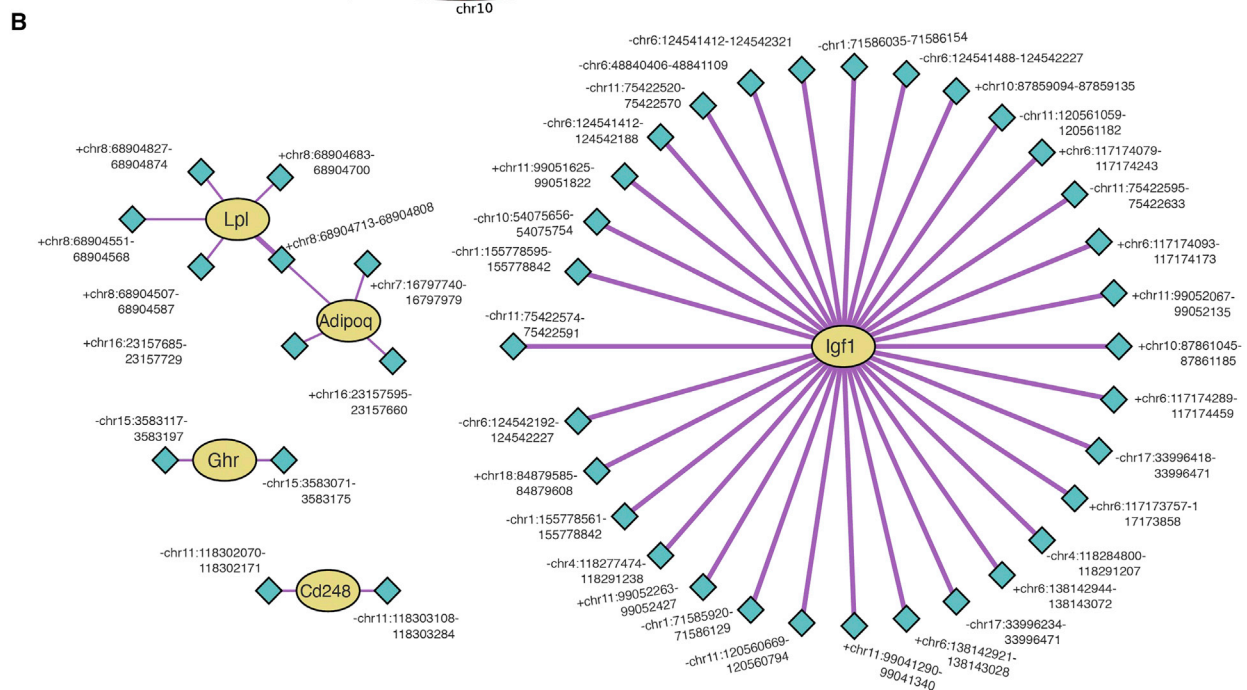 chr10
B
+chr8:68904827-
68904874
+chr8:68904683-
68904700
Lpl
+chr8:68904713-68904808
+chr8:68904551-
68904568
+chr8:68904507-
68904587
+chr7:16797740-
16797979
Adipoq
+chr16:23157685-
23157729
+chr16:23157595-
23157660
-chr15:3583117-
3583197
Ghr
-chr15:3583071-
3583175
-chr11:118302070-
118302171
Cd248
-chr11:118303108-
118303284
-chr6:124541412-124542321
-chr1:71586035-71586154
-chr6:48840406-48841109
-chr6:124541488-124542227
-chr11:75422520-
75422570
+chr10:87859094-87859135
-chr6:124541412-
124542188
-chr11:120561059-
120561182
+chr11:99051625-
99051822
+chr6:117174079-
117174243
-chr10:54075656-
54075754
-chr11:75422595-
75422633
-chr1:155778595-
155778842
+chr6:117174093-
117174173
-chr11:75422574-
75422591
+chr11:99052067-
99052135
Igf1
+chr10:87861045-
87861185
-chr6:124542192-
124542227
+chr6:117174289-
117174459
+chr18:84879585-
84879608
-chr17:33996418-
33996471
-chr1:155778561-
155778842
+chr6:117173757-1
17173858
-chr4:118277474-
118291238
-chr4:118284800-
118291207
+chr11:99052263-
99052427
+chr6:138142944-
138143072
-chr1:71585920-
71586129
-chr17:33996234-
33996471
-chr11:120560669-
120560794
+chr6:138142921-
138143028
+chr11:99041290-
99041340